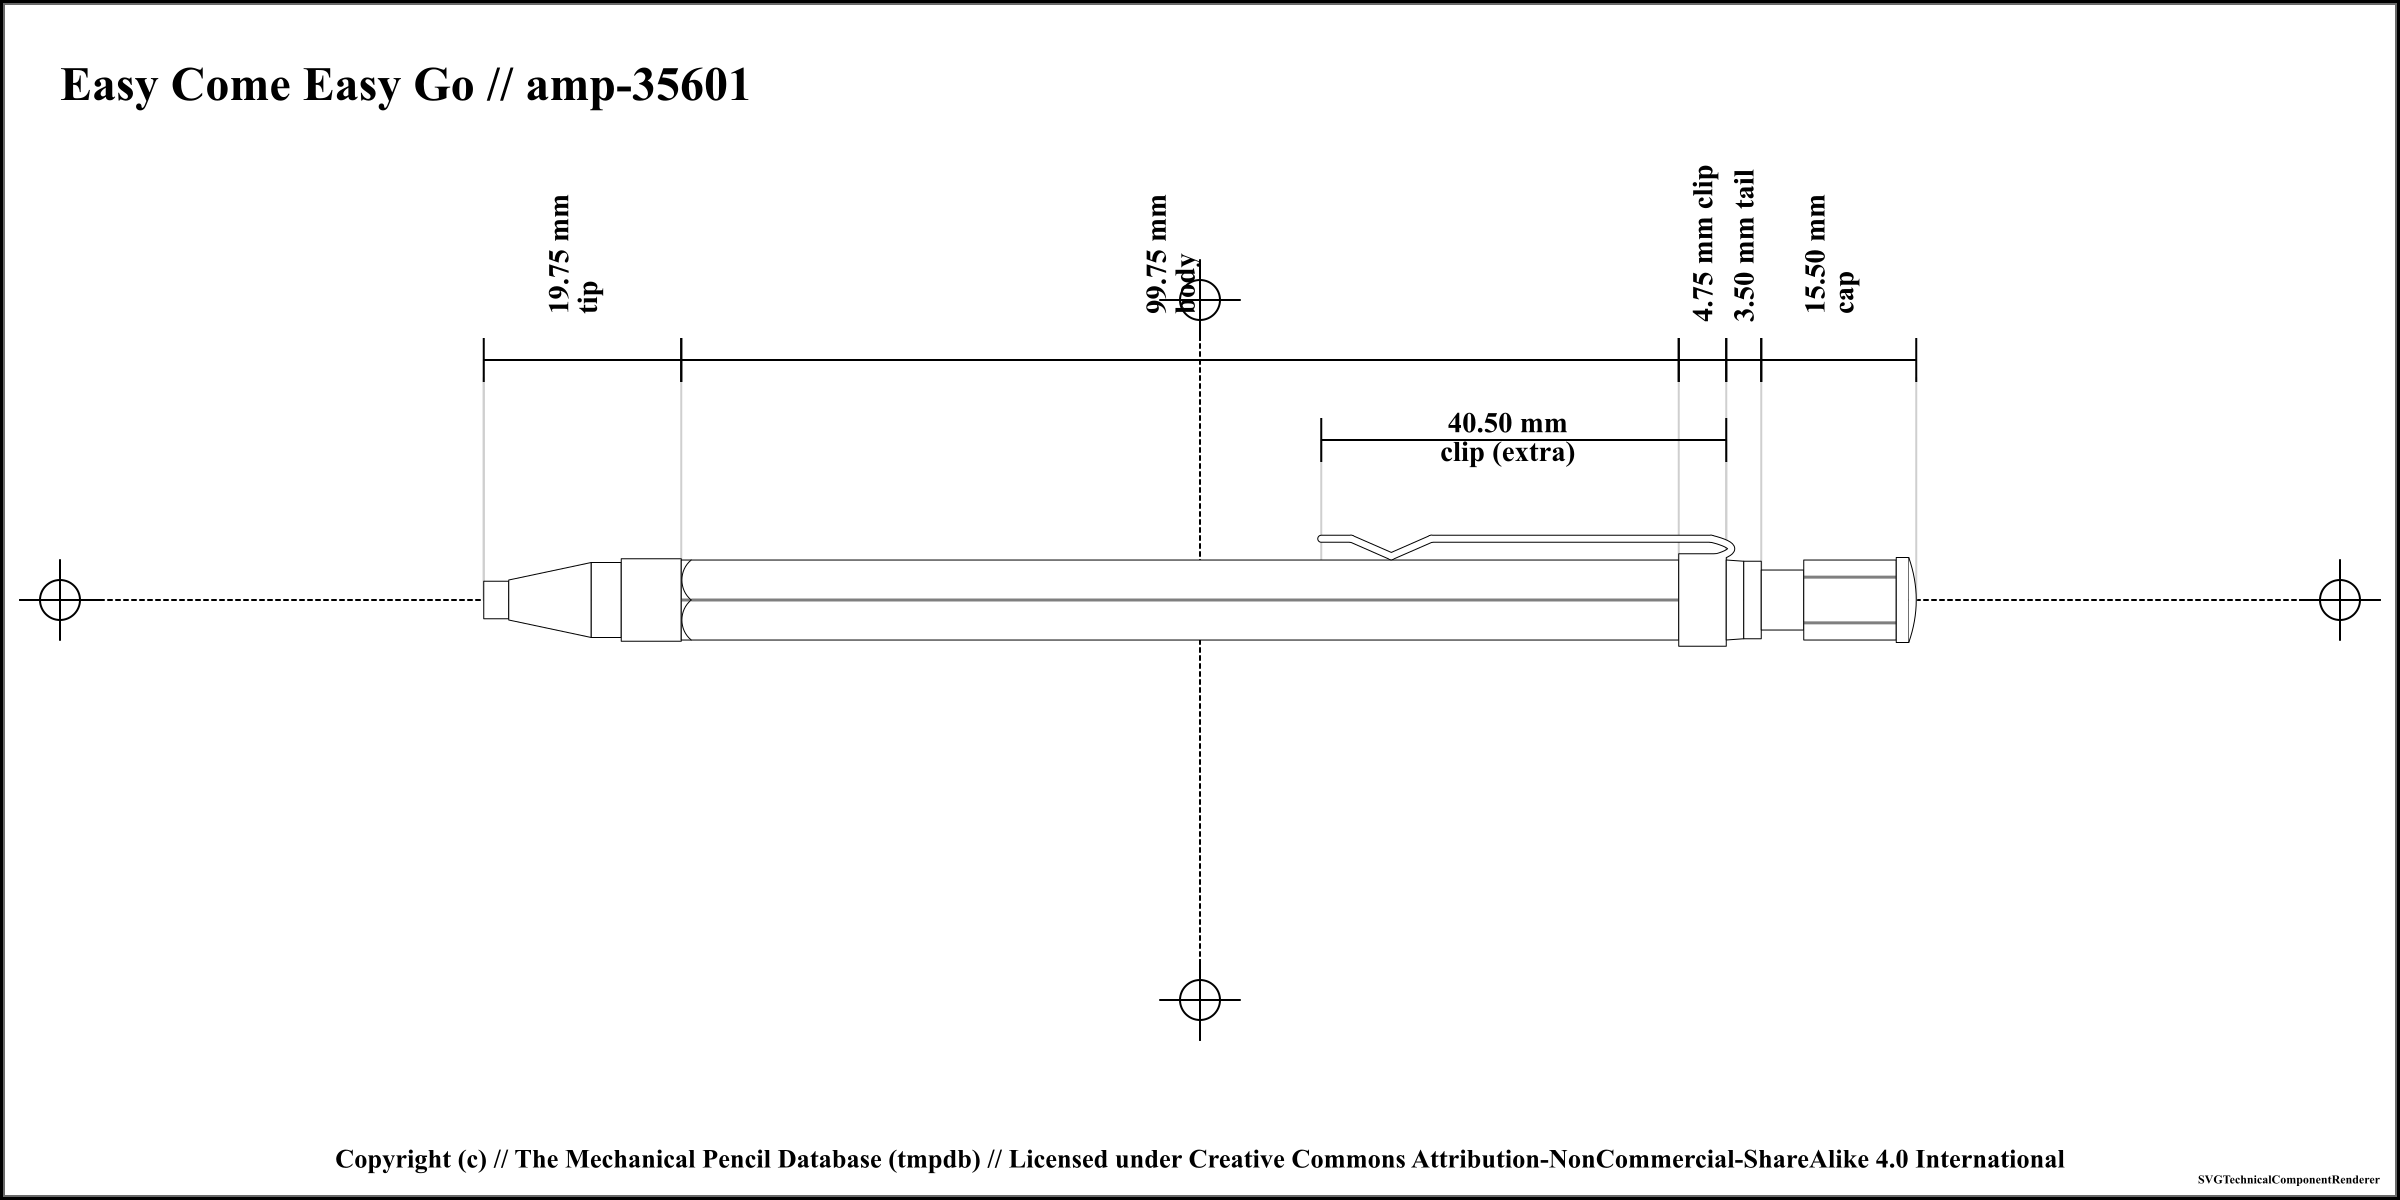 Easy Come Easy Go // amp-35601
19.75 mm
tip
99.75 mm
body
4.75 mm clip
3.50 mm tail
15.50 mm
cap
40.50 mm
clip (extra)
Copyright (c) // The Mechanical Pencil Database (tmpdb) // Licensed under Creative Commons Attribution-NonCommercial-ShareAlike 4.0 International
SVGTechnicalComponentRenderer